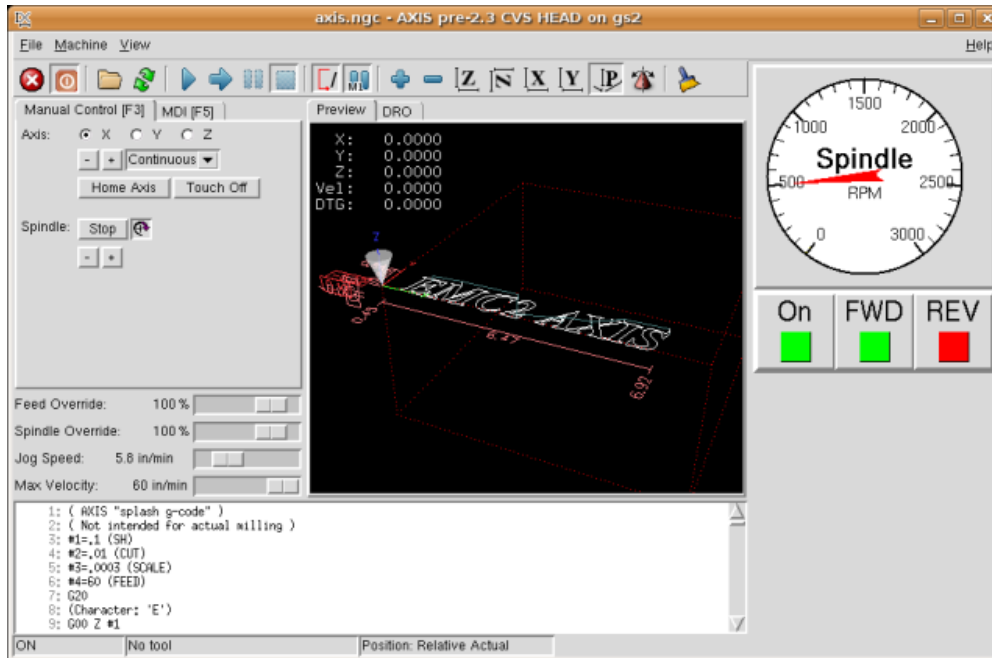 axis.ngc - AXIS pre-2.3 CVS HEAD on gs2
File Machine View Help
Z N X Y P
M1
Manual Control [F3] MDI [F5]
Axis: X Y Z
- + Continuous
Home Axis Touch Off
Spindle: Stop
- +
Feed Override: 100 %
Spindle Override: 100 %
Jog Speed: 5.8 in/min
Max Velocity: 60 in/min
Preview DRO
X: 0.0000
Y: 0.0000
Z: 0.0000
Vel: 0.0000
DTG: 0.0000
Z
EMC2 AXIS
0.45
6.47
6.92
Spindle
RPM
0
500
1000
1500
2000
2500
3000
On FWD REV
1: ( AXIS "splash g-code" )
2: ( Not intended for actual milling )
3: #1=.1 (SH)
4: #2=.01 (CUT)
5: #3=.0003 (SCALE)
6: #4=60 (FEED)
7: G20
8: (Character: 'E')
9: G00 Z #1
ON No tool Position: Relative Actual